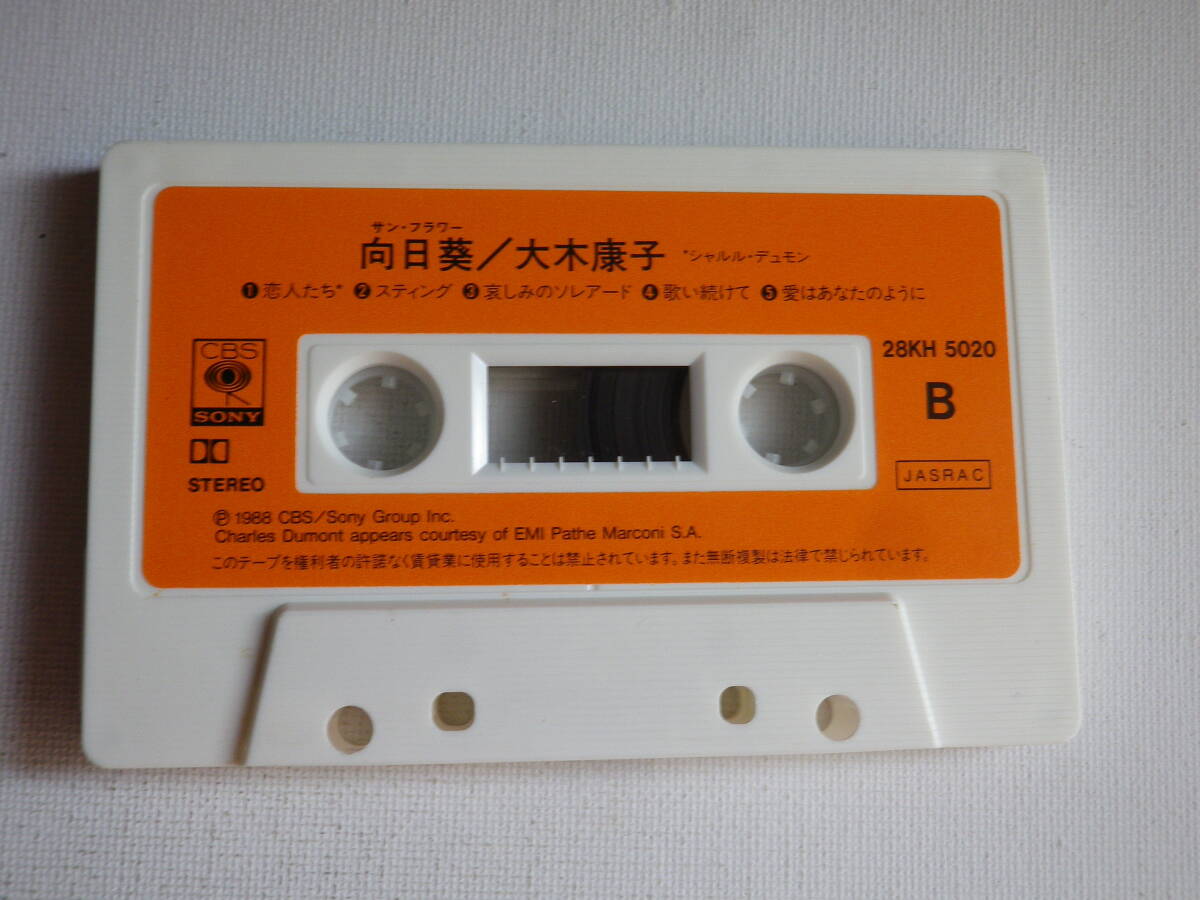 サン・フラワー
向日葵／大木康子 *シャルル・デュモン
❶ 恋人たち* ❷ スティング ❸ 哀しみのソレアード ❹ 歌い続けて ❺ 愛はあなたのように
CBS
SONY
STEREO
28KH 5020
B
JASRAC
Ⓟ 1988 CBS/Sony Group Inc.
Charles Dumont appears courtesy of EMI Pathe Marconi S.A.
このテープを権利者の許諾なく賃貸業に使用することは禁止されています。また無断複製は法律で禁じられています。